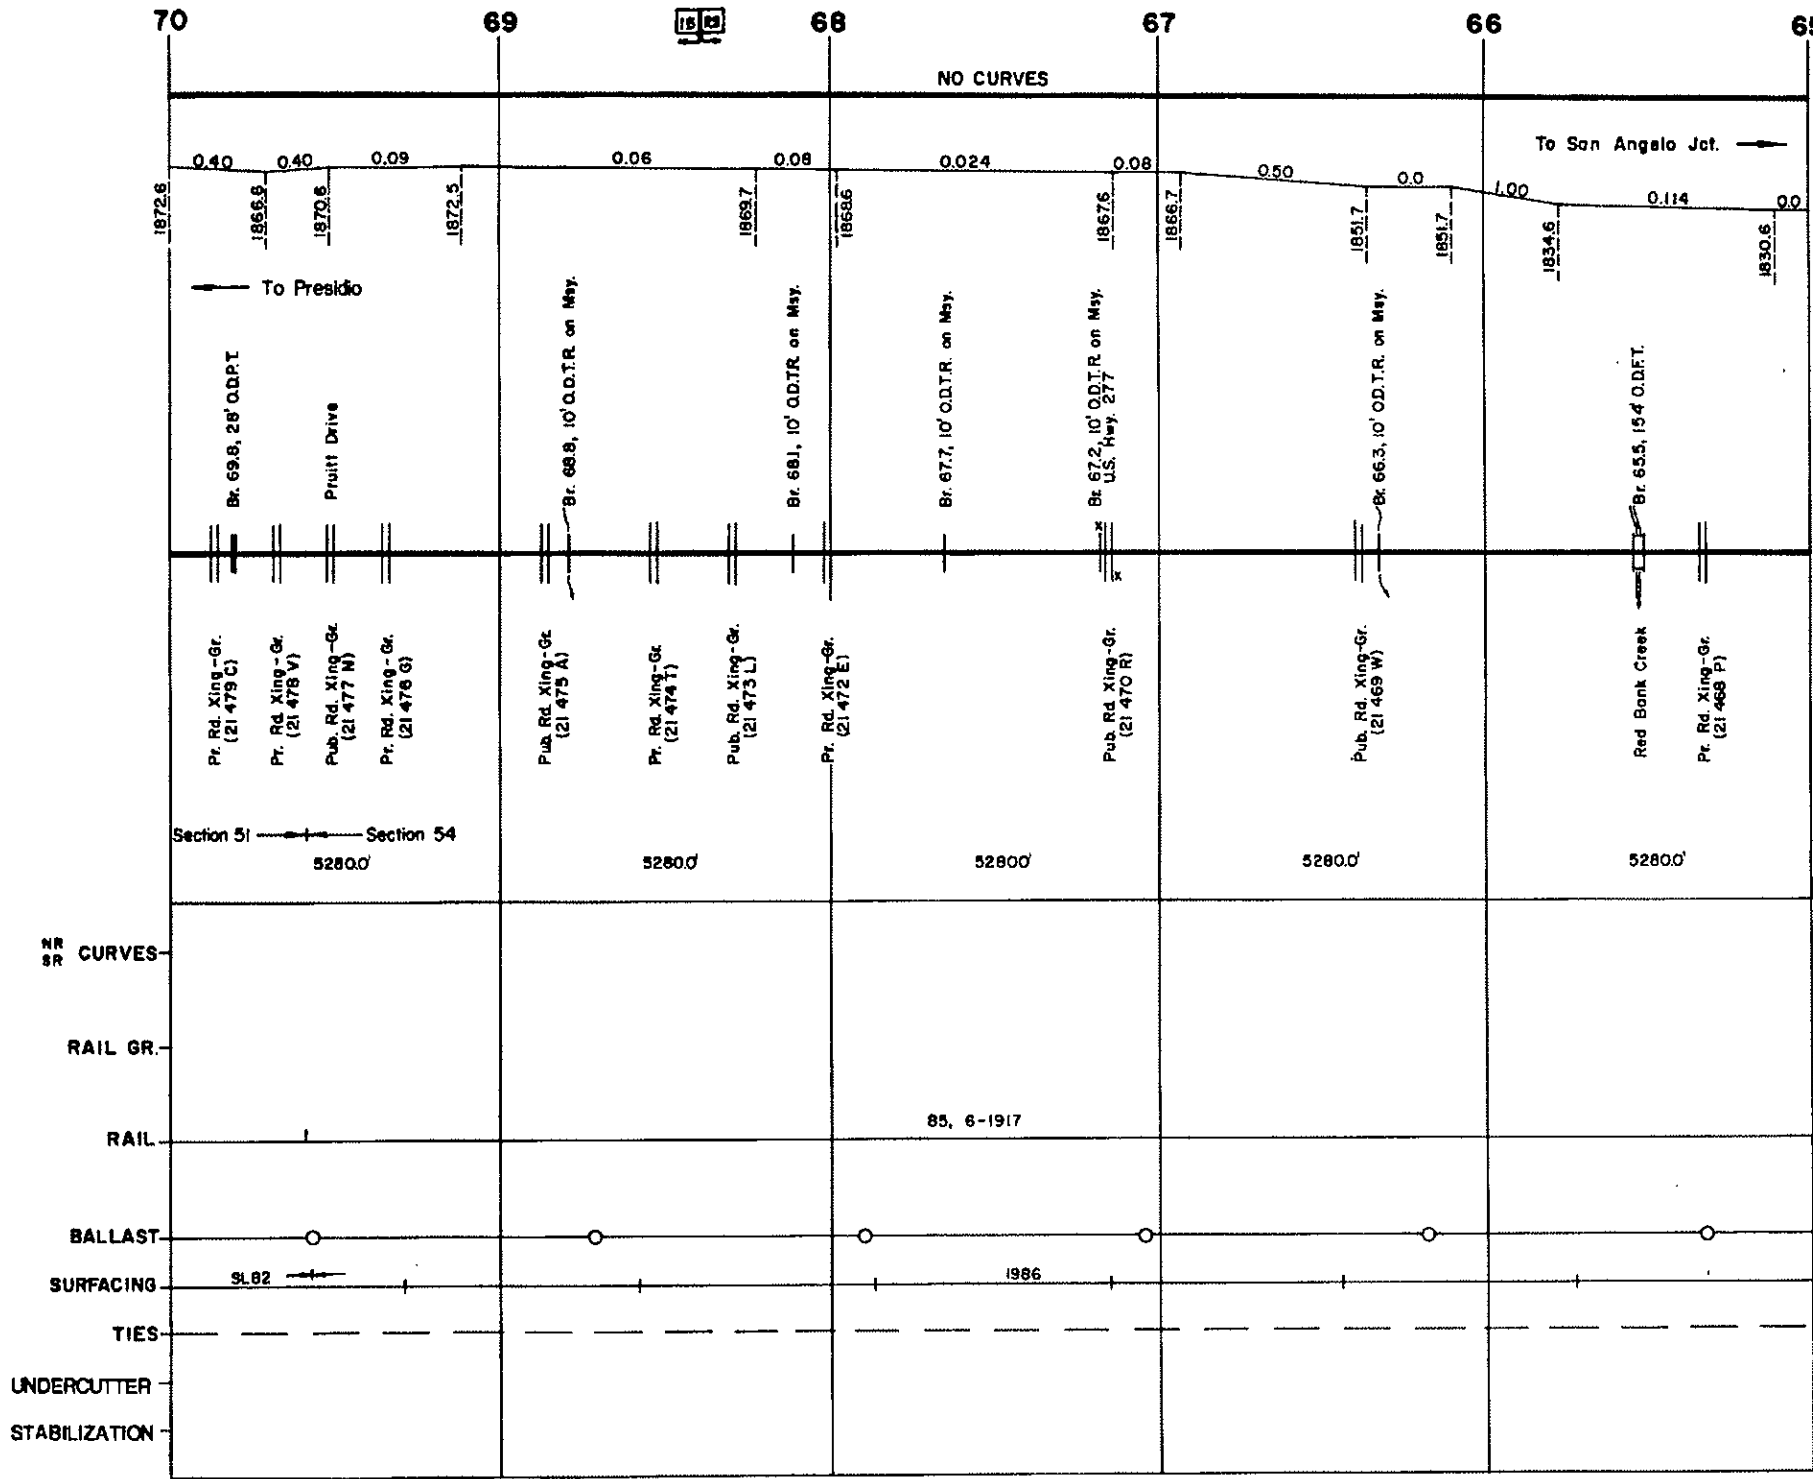 70 69 68 67 66
NO CURVES
To San Angelo Jct.
0.40 0.40 0.09 0.06 0.08 0.024 0.08 0.50 0.0 1.00 0.114 0.0
1872.6 1866.6 1870.6 1872.5 1869.7 1868.6 1867.6 1866.7 1851.7 1851.7 1834.6 1830.6
To Presidio
Br. 69.8, 28' O.D.P.T.
Pruitt Drive
Br. 68.8, 10' O.D.T.R. on Msy.
Br. 68.1, 10' O.D.T.R. on Msy.
Br. 67.7, 10' O.D.T.R. on Msy.
Br. 67.2, 10' O.D.T.R. on Msy.
U.S. Hwy. 277
Br. 66.3, 10' O.D.T.R. on Msy.
Br. 65.5, 154' O.D.P.T.
Pr. Rd. Xing-Gr.
(21 479 C)
Pr. Rd. Xing-Gr.
(21 478 V)
Pub. Rd. Xing-Gr.
(21 477 N)
Pr. Rd. Xing-Gr.
(21 476 G)
Pub. Rd. Xing-Gr.
(21 475 A)
Pr. Rd. Xing-Gr.
(21 474 T)
Pub. Rd. Xing-Gr.
(21 473 L)
Pr. Rd. Xing-Gr.
(21 472 E)
Pub. Rd. Xing-Gr.
(21 470 R)
Pub. Rd. Xing-Gr.
(21 469 W)
Red Bank Creek
Pr. Rd. Xing-Gr.
(21 468 P)
Section 51 Section 54
5280.0' 5280.0' 5280.0' 5280.0' 5280.0'
NR
SR CURVES
RAIL GR.
RAIL 85, 6-1917
BALLAST
SURFACING SL82 1986
TIES
UNDERCUTTER
STABILIZATION